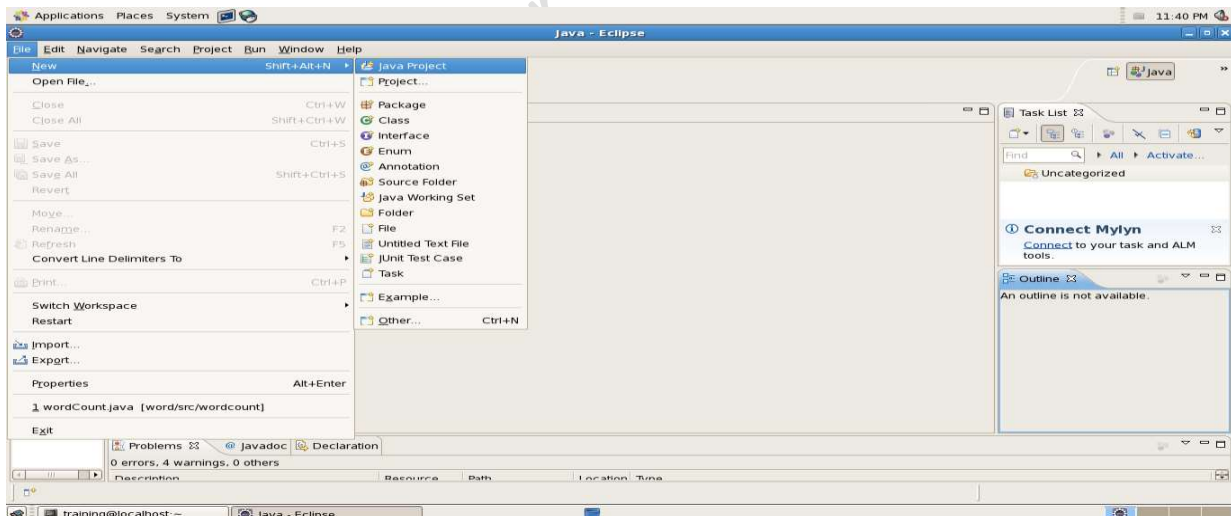 Applications Places System 11:40 PM
Java - Eclipse
File Edit Navigate Search Project Run Window Help
New Shift+Alt+N
Open File...
Close Ctrl+W
Close All Shift+Ctrl+W
Save Ctrl+S
Save As...
Save All Shift+Ctrl+S
Revert
Move...
Rename... F2
Refresh F5
Convert Line Delimiters To
Print... Ctrl+P
Switch Workspace
Restart
Import...
Export...
Properties Alt+Enter
1 wordCount.java [word/src/wordcount]
Exit
Java Project
Project...
Package
Class
Interface
Enum
Annotation
Source Folder
Java Working Set
Folder
File
Untitled Text File
JUnit Test Case
Task
Example...
Other... Ctrl+N
Java
Task List
Find All Activate...
Uncategorized
Connect Mylyn
Connect to your task and ALM
tools.
Outline
An outline is not available.
Problems Javadoc Declaration
0 errors, 4 warnings, 0 others
Description Resource Path Location Type
training@localhost:~ Java - Eclipse